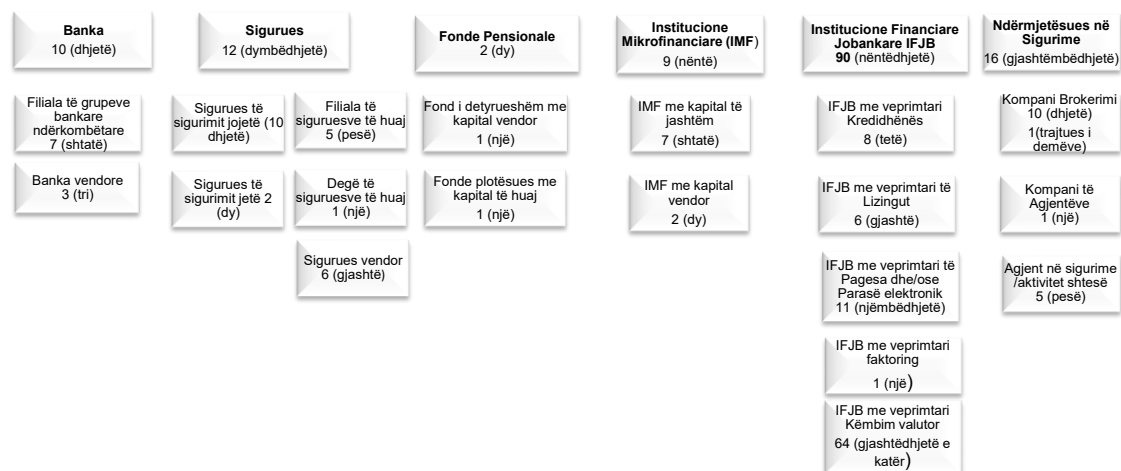 Banka
10 (dhjetë)
Filiala të grupeve
bankare
ndërkombëtare
7 (shtatë)
Banka vendore
3 (tri)
Sigurues
12 (dymbëdhjetë)
Sigurues të
sigurimit jojetë (10
dhjetë)
Sigurues të
sigurimit jetë 2
(dy)
Filiala të
siguruesve të huaj
5 (pesë)
Degë të
siguruesve të huaj
1 (një)
Sigurues vendor
6 (gjashtë)
Fonde Pensionale
2 (dy)
Fond i detyrueshëm me
kapital vendor
1 (një)
Fonde plotësues me
kapital të huaj
1 (një)
Institucione
Mikrofinanciare (IMF)
9 (nëntë)
IMF me kapital të
jashtëm
7 (shtatë)
IMF me kapital
vendor
2 (dy)
Institucione Financiare
Jobankare IFJB
90 (nëntëdhjetë)
IFJB me veprimtari
Kredidhënës
8 (tetë)
IFJB me veprimtari të
Lizingut
6 (gjashtë)
IFJB me veprimtari të
Pagesa dhe/ose
Parasë elektronik
11 (njëmbëdhjetë)
IFJB me veprimtari
faktoring
1 (një)
IFJB me veprimtari
Këmbim valutor
64 (gjashtëdhjetë e
katër)
Ndërmjetësues në
Sigurime
16 (gjashtëmbëdhjetë)
Kompani Brokerimi
10 (dhjetë)
1(trajtues i
demëve)
Kompani të
Agjentëve
1 (një)
Agjent në sigurime
/aktivitet shtesë
5 (pesë)